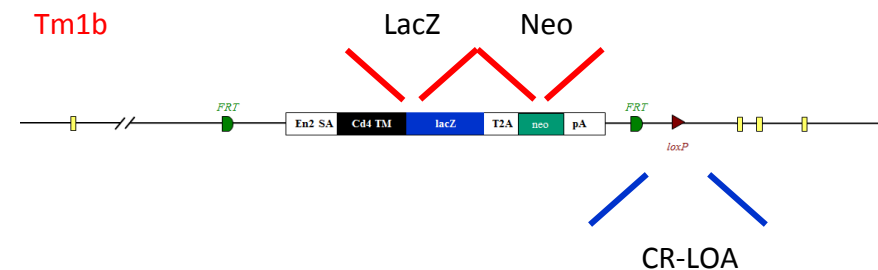 Tm1b LacZ Neo
FRT FRT
En2 SA Cd4 TM lacZ T2A neo pA
loxP
CR-LOA